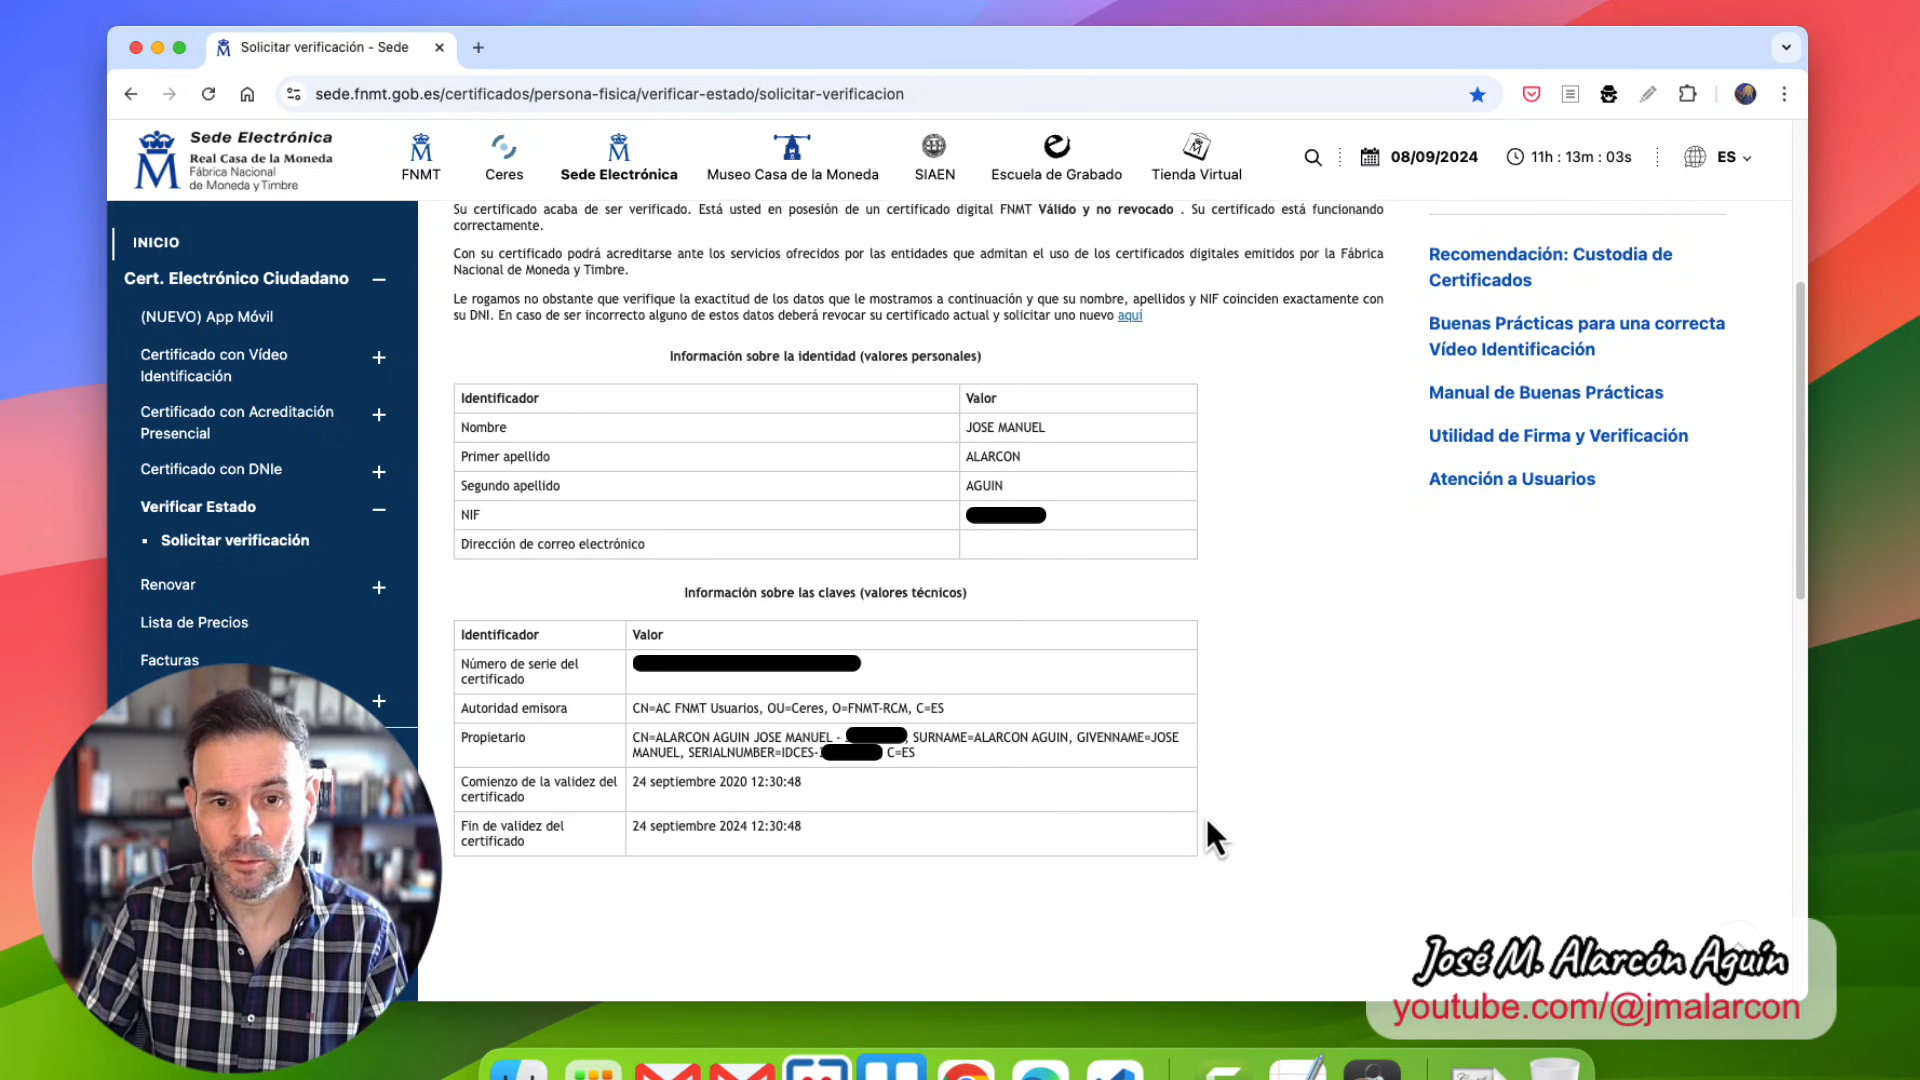 Solicitar verificación - Sede
sede.fnmt.gob.es/certificados/persona-fisica/verificar-estado/solicitar-verificacion
Sede Electrónica
Real Casa de la Moneda
Fábrica Nacional
de Moneda y Timbre
FNMT
Ceres
Sede Electrónica
Museo Casa de la Moneda
SIAEN
Escuela de Grabado
Tienda Virtual
08/09/2024
11h : 13m : 03s
ES
INICIO
Cert. Electrónico Ciudadano
(NUEVO) App Móvil
Certificado con Vídeo
Identificación
Certificado con Acreditación
Presencial
Certificado con DNIe
Verificar Estado
Solicitar verificación
Renovar
Lista de Precios
Facturas
Su certificado acaba de ser verificado. Está usted en posesión de un certificado digital FNMT Válido y no revocado . Su certificado está funcionando
correctamente.
Con su certificado podrá acreditarse ante los servicios ofrecidos por las entidades que admitan el uso de los certificados digitales emitidos por la Fábrica
Nacional de Moneda y Timbre.
Le rogamos no obstante que verifique la exactitud de los datos que le mostramos a continuación y que su nombre, apellidos y NIF coinciden exactamente con
su DNI. En caso de ser incorrecto alguno de estos datos deberá revocar su certificado actual y solicitar uno nuevo aquí
Información sobre la identidad (valores personales)
Identificador Valor
Nombre JOSE MANUEL
Primer apellido ALARCON
Segundo apellido AGUIN
NIF
Dirección de correo electrónico
Información sobre las claves (valores técnicos)
Identificador Valor
Número de serie del
certificado
Autoridad emisora CN=AC FNMT Usuarios, OU=Ceres, O=FNMT-RCM, C=ES
Propietario CN=ALARCON AGUIN JOSE MANUEL - , SURNAME=ALARCON AGUIN, GIVENNAME=JOSE
MANUEL, SERIALNUMBER=IDCES- C=ES
Comienzo de la validez del 24 septiembre 2020 12:30:48
certificado
Fin de validez del 24 septiembre 2024 12:30:48
certificado
Recomendación: Custodia de
Certificados
Buenas Prácticas para una correcta
Vídeo Identificación
Manual de Buenas Prácticas
Utilidad de Firma y Verificación
Atención a Usuarios
José M. Alarcón Aguín
youtube.com/@jmalarcon